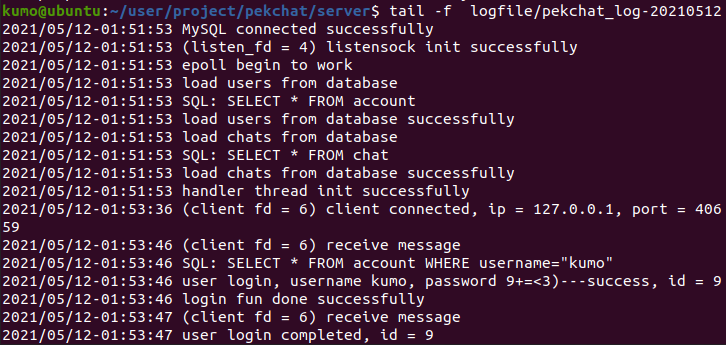 kumo@ubuntu:~/user/project/pekchat/server$ tail -f  logfile/pekchat_log-20210512
2021/05/12-01:51:53 MySQL connected successfully
2021/05/12-01:51:53 (listen_fd = 4) listensock init successfully
2021/05/12-01:51:53 epoll begin to work
2021/05/12-01:51:53 load users from database
2021/05/12-01:51:53 SQL: SELECT * FROM account
2021/05/12-01:51:53 load users from database successfully
2021/05/12-01:51:53 load chats from database
2021/05/12-01:51:53 SQL: SELECT * FROM chat
2021/05/12-01:51:53 load chats from database successfully
2021/05/12-01:51:53 handler thread init successfully
2021/05/12-01:53:36 (client fd = 6) client connected, ip = 127.0.0.1, port = 406
59
2021/05/12-01:53:46 (client fd = 6) receive message
2021/05/12-01:53:46 SQL: SELECT * FROM account WHERE username="kumo"
2021/05/12-01:53:46 user login, username kumo, password 9+=<3)---success, id = 9
2021/05/12-01:53:46 login fun done successfully
2021/05/12-01:53:47 (client fd = 6) receive message
2021/05/12-01:53:47 user login completed, id = 9